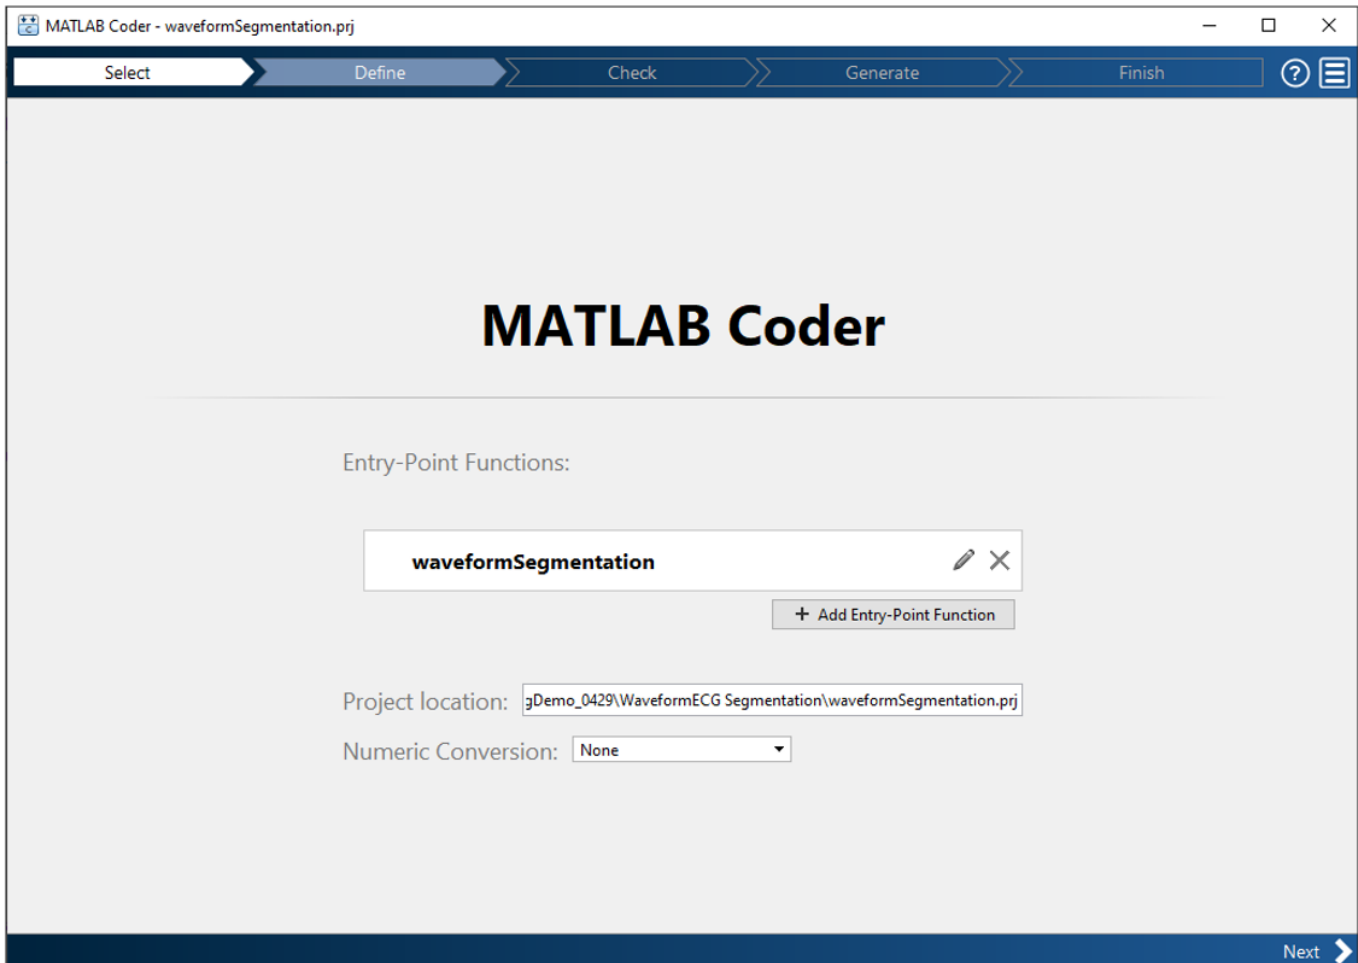 MATLAB Coder - waveformSegmentation.prj
Select Define Check Generate Finish
MATLAB Coder
Entry-Point Functions:
waveformSegmentation
+ Add Entry-Point Function
Project location: gDemo_0429\WaveformECG Segmentation\waveformSegmentation.prj
Numeric Conversion: None
Next